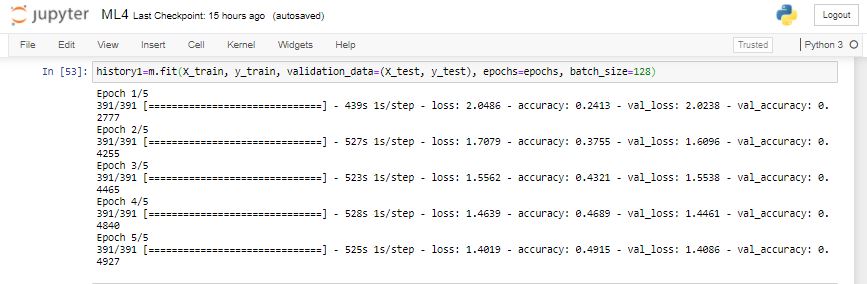 jupyter ML4 Last Checkpoint: 15 hours ago (autosaved) Logout
File Edit View Insert Cell Kernel Widgets Help Trusted Python 3
In [53]: history1=m.fit(X_train, y_train, validation_data=(X_test, y_test), epochs=epochs, batch_size=128)
Epoch 1/5
391/391 [==============================] - 439s 1s/step - loss: 2.0486 - accuracy: 0.2413 - val_loss: 2.0238 - val_accuracy: 0.
2777
Epoch 2/5
391/391 [==============================] - 527s 1s/step - loss: 1.7079 - accuracy: 0.3755 - val_loss: 1.6096 - val_accuracy: 0.
4255
Epoch 3/5
391/391 [==============================] - 523s 1s/step - loss: 1.5562 - accuracy: 0.4321 - val_loss: 1.5538 - val_accuracy: 0.
4465
Epoch 4/5
391/391 [==============================] - 528s 1s/step - loss: 1.4639 - accuracy: 0.4689 - val_loss: 1.4461 - val_accuracy: 0.
4840
Epoch 5/5
391/391 [==============================] - 525s 1s/step - loss: 1.4019 - accuracy: 0.4915 - val_loss: 1.4086 - val_accuracy: 0.
4927